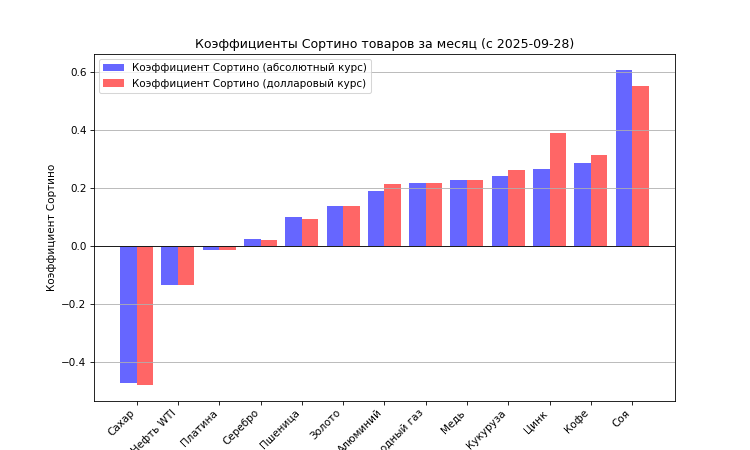 Коэффициенты Сортино товаров за месяц (с 2025-09-28)
Коэффициент Сортино (абсолютный курс)
Коэффициент Сортино (долларовый курс)
Коэффициент Сортино
0.6
0.4
0.2
0.0
−0.2
−0.4
Сахар
Нефть WTI
Платина
Серебро
Пшеница
Золото
Алюминий
газ
Медь
Кукуруза
Цинк
Кофе
Соя